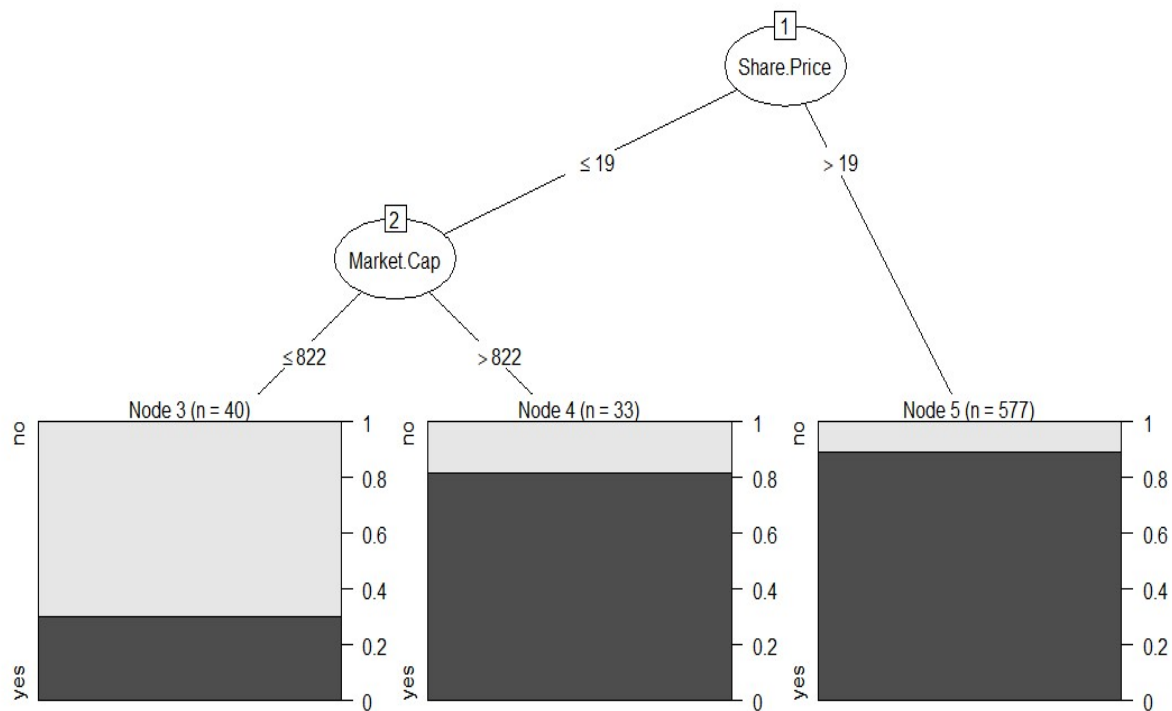 1
Share.Price
≤ 19
> 19
2
Market.Cap
≤ 822
> 822
Node 3 (n = 40)
no
yes
1
0.8
0.6
0.4
0.2
0
Node 4 (n = 33)
no
yes
1
0.8
0.6
0.4
0.2
0
Node 5 (n = 577)
no
yes
1
0.8
0.6
0.4
0.2
0